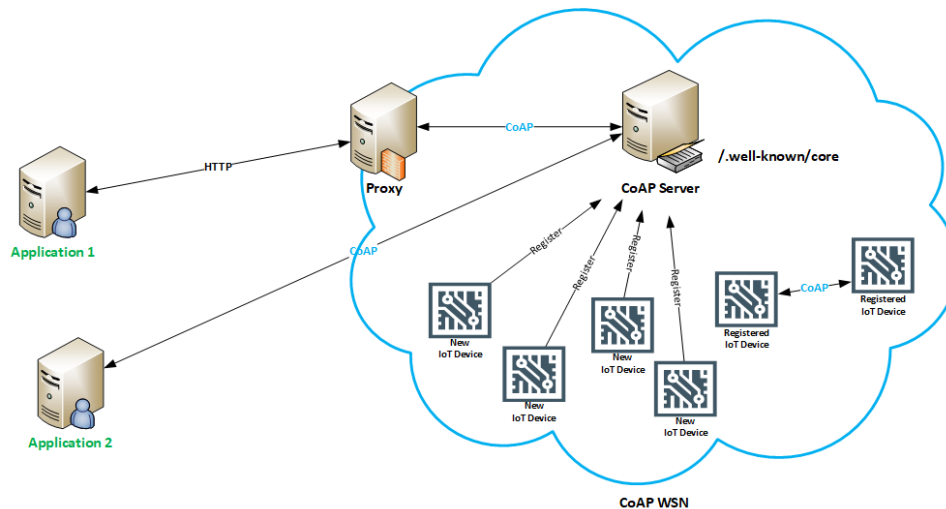 CoAP
/.well-known/core
HTTP
Proxy
CoAP Server
Application 1
CoAP
Register
Register
Register
Register
CoAP
Registered
IoT Device
Registered
IoT Device
New
IoT Device
New
IoT Device
New
IoT Device
New
IoT Device
Application 2
CoAP WSN